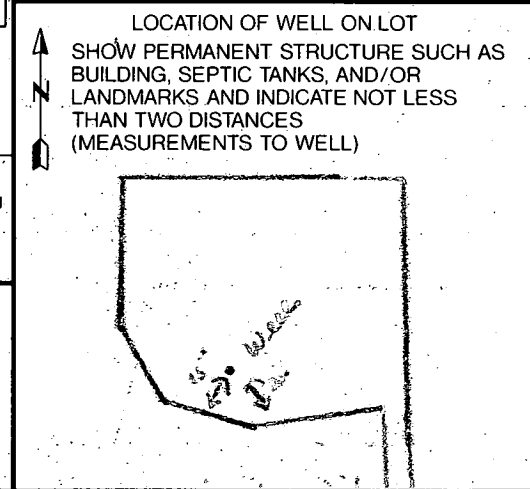 LOCATION OF WELL ON LOT
SHOW PERMANENT STRUCTURE SUCH AS
BUILDING, SEPTIC TANKS, AND/OR
N
LANDMARKS AND INDICATE NOT LESS
THAN TWO DISTANCES
(MEASUREMENTS TO WELL)
Well